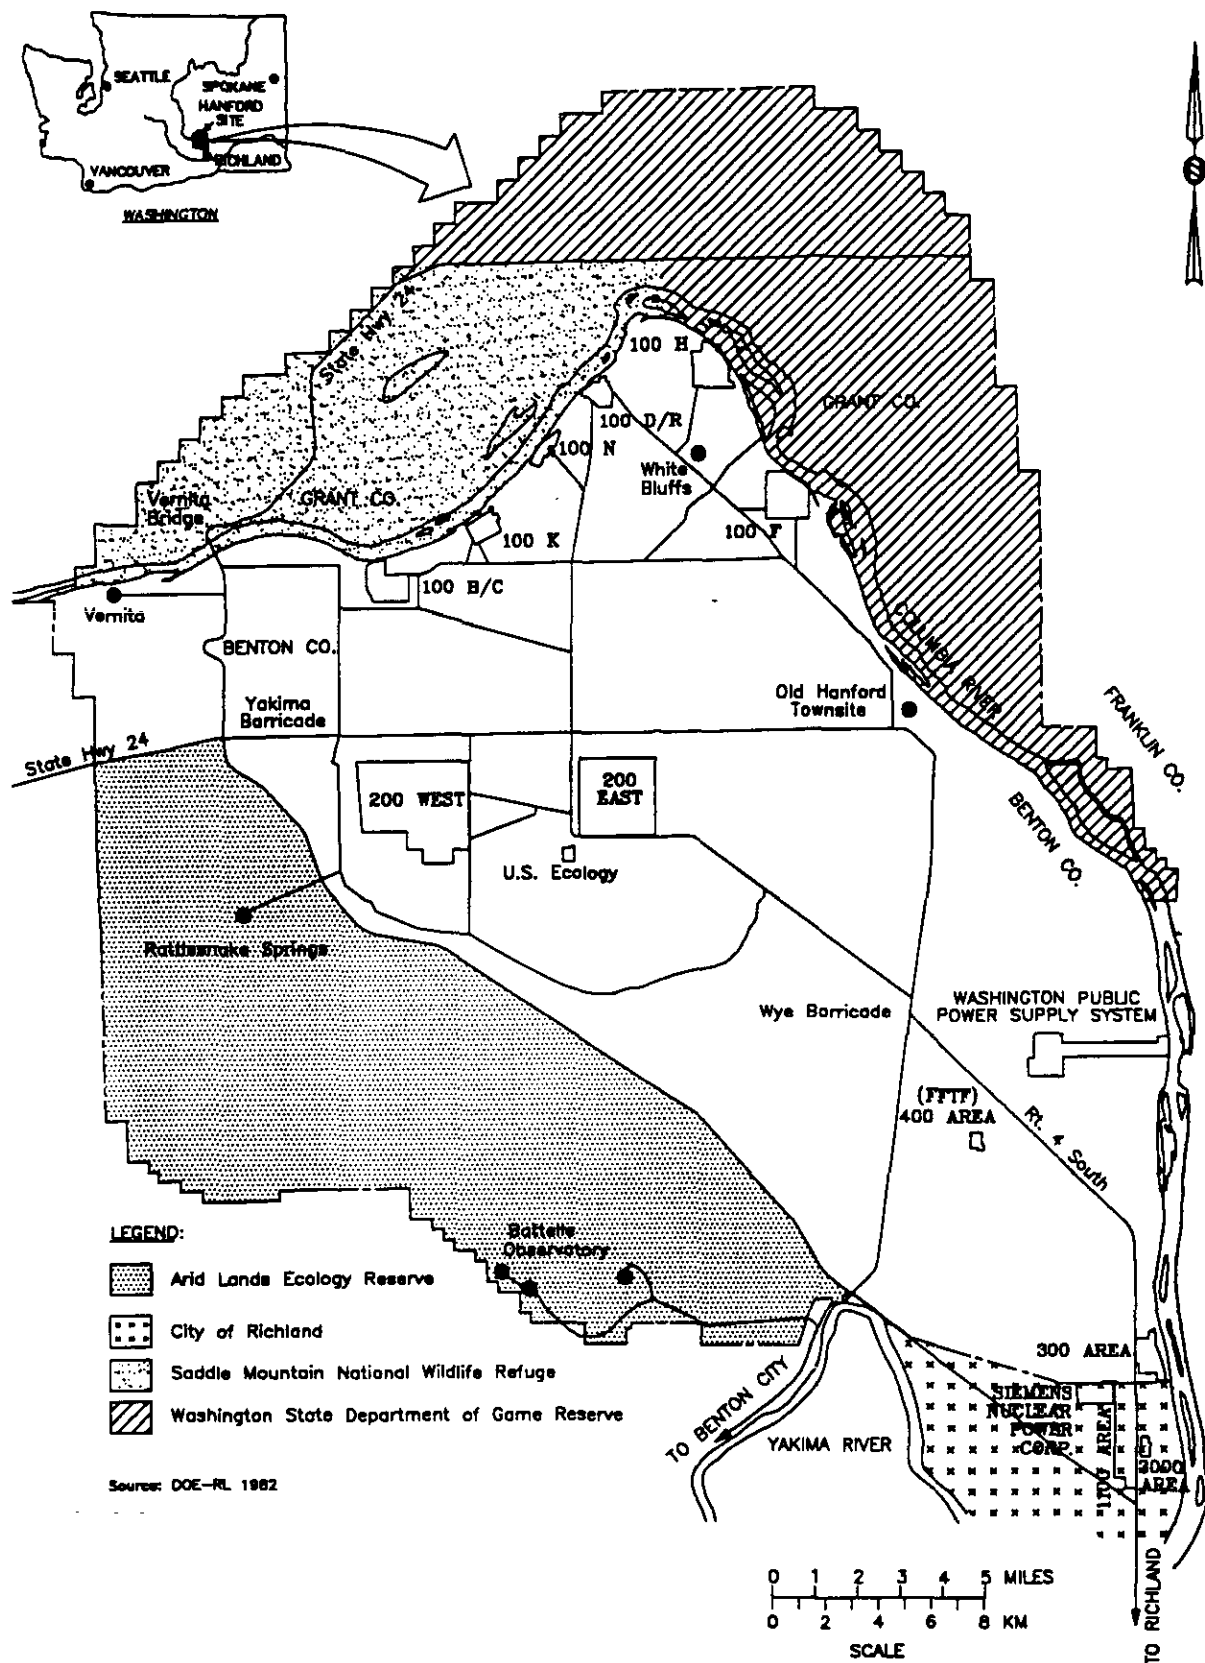 SEATTLE
SPOKANE
HANFORD
SITE
RICHLAND
VANCOUVER
WASHINGTON
State Hwy 24
100 H
GRANT CO.
100 D/R
100 N
White
Bluffs
Vernita
Bridge
GRANT CO.
100 K
100 F
100 B/C
Vernita
BENTON CO.
COLUMBIA RIVER
Yakima
Barricade
Old Hanford
Townsite
FRANKLIN CO.
State Hwy 24
BENTON CO.
200 WEST
200
EAST
U.S. Ecology
Rattlesnake Springs
Wye Barricade
WASHINGTON PUBLIC
POWER SUPPLY SYSTEM
(FFTF)
400 AREA
Rt. 4 South
LEGEND:
Arid Lands Ecology Reserve
City of Richland
Saddle Mountain National Wildlife Refuge
Washington State Department of Game Reserve
Source: DOE-RL 1982
Battelle
Observatory
300 AREA
SIEMENS
NUCLEAR
POWER
CORP.
1100 AREA
3000
AREA
TO BENTON CITY
YAKIMA RIVER
0 1 2 3 4 5 MILES
0 2 4 6 8 KM
SCALE
TO RICHLAND